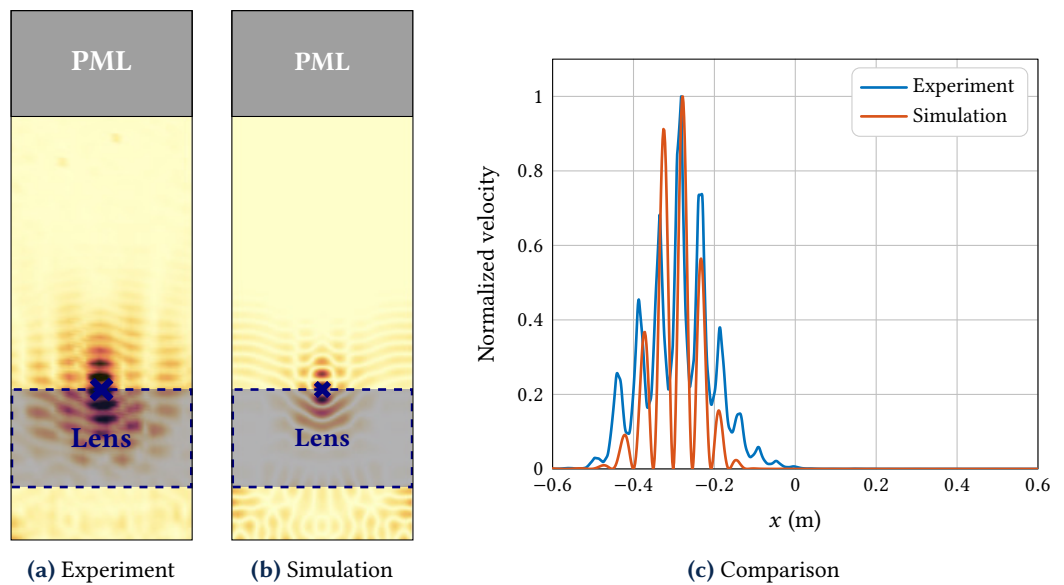 PML
Lens
(a) Experiment
PML
Lens
(b) Simulation
Normalized velocity
1
0.8
0.6
0.4
0.2
0
−0.6
−0.4
−0.2
0
0.2
0.4
0.6
x (m)
Experiment
Simulation
(c) Comparison